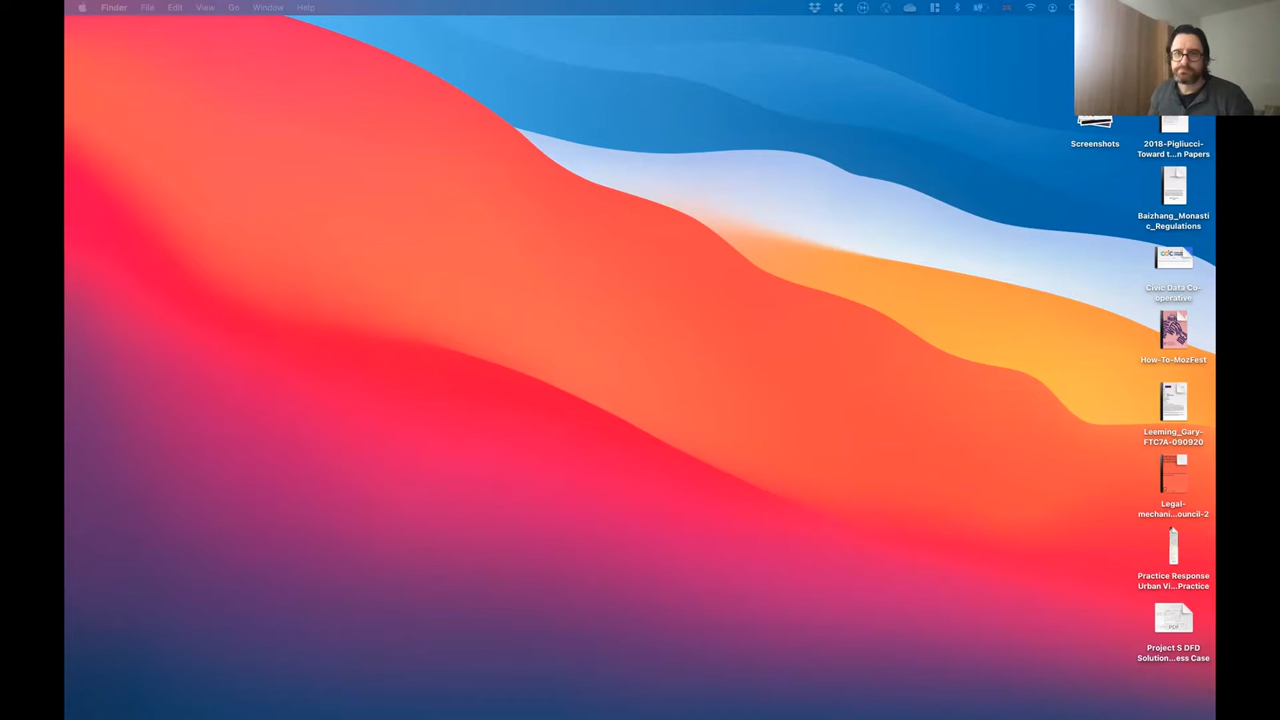 Finder File Edit View Go Window Help
Screenshots
2018-Pigliucci-
Toward t...n Papers
Baizhang_Monasti
c_Regulations
cdc
Civic Data Co-
operative
How-To-MozFest
Leeming_Gary-
FTC7A-090920
Legal-
mechani...ouncil-2
Practice Response
Urban Vi...Practice
PDF
Project S DFD
Solution...ess Case